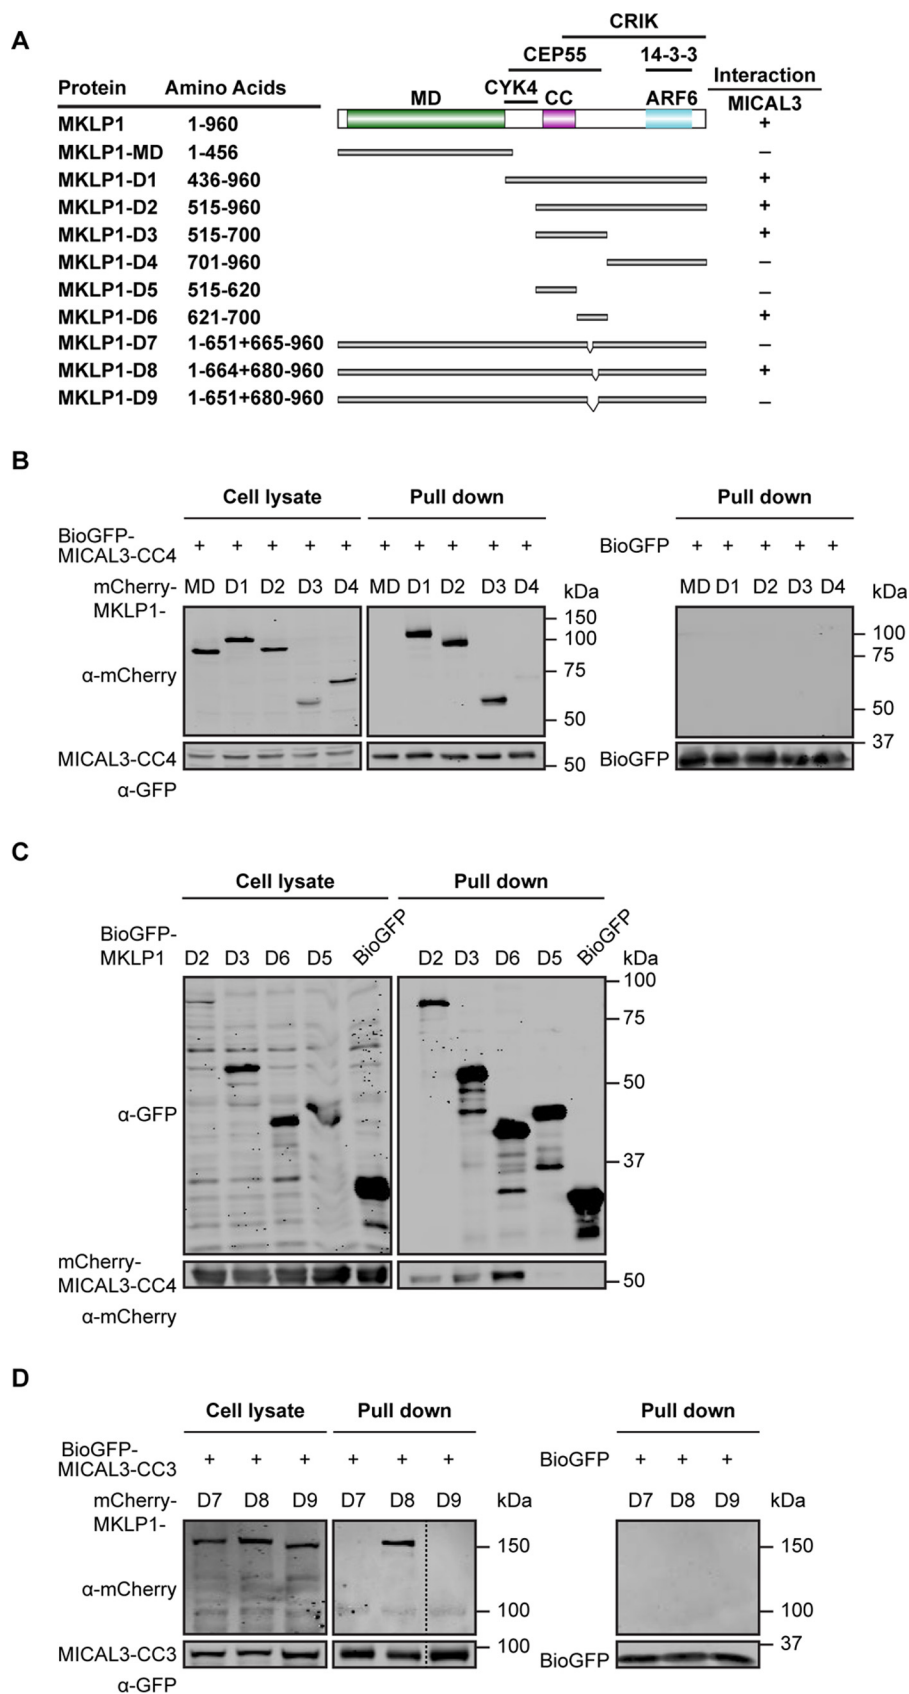 A
CRIK
CEP55 14-3-3
Interaction
Protein Amino Acids MD CYK4 CC ARF6 MICAL3
MKLP1 1-960 +
MKLP1-MD 1-456 –
MKLP1-D1 436-960 +
MKLP1-D2 515-960 +
MKLP1-D3 515-700 +
MKLP1-D4 701-960 –
MKLP1-D5 515-620 –
MKLP1-D6 621-700 +
MKLP1-D7 1-651+665-960 –
MKLP1-D8 1-664+680-960 +
MKLP1-D9 1-651+680-960 –
B
Cell lysate Pull down Pull down
BioGFP-
MICAL3-CC4 + + + + + + + + + + BioGFP + + + + +
mCherry- MD D1 D2 D3 D4 MD D1 D2 D3 D4 kDa MD D1 D2 D3 D4 kDa
MKLP1-
150
100 100
75 75
α-mCherry
50 50
37
MICAL3-CC4 50 BioGFP
α-GFP
C
Cell lysate Pull down
BioGFP-
MKLP1 D2 D3 D6 D5 BioGFP D2 D3 D6 D5 BioGFP kDa
100
75
50
α-GFP
37
mCherry-
MICAL3-CC4 50
α-mCherry
D
Cell lysate Pull down Pull down
BioGFP-
MICAL3-CC3 + + + + + + BioGFP + + +
mCherry- D7 D8 D9 D7 D8 D9 kDa D7 D8 D9 kDa
MKLP1-
150 150
α-mCherry
100 100
MICAL3-CC3 100 BioGFP 37
α-GFP